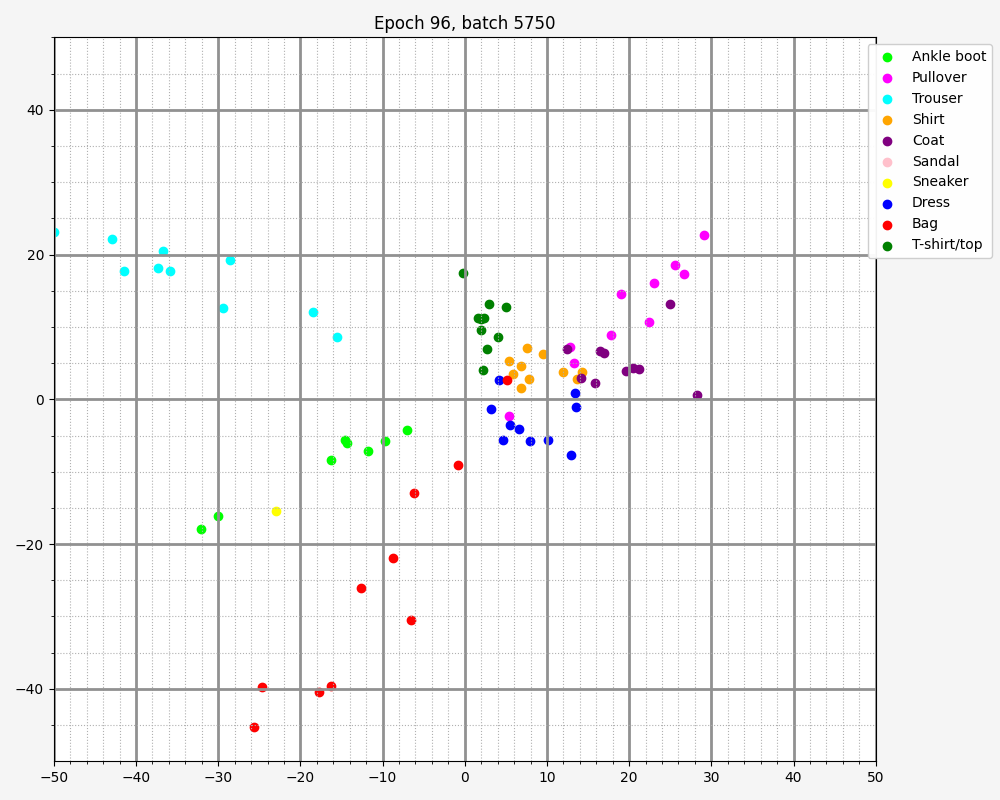 Epoch 96, batch 5750
Ankle boot
Pullover
Trouser
Shirt
Coat
Sandal
Sneaker
Dress
Bag
T-shirt/top
40
20
0
−20
−40
−50 −40 −30 −20 −10 0 10 20 30 40 50